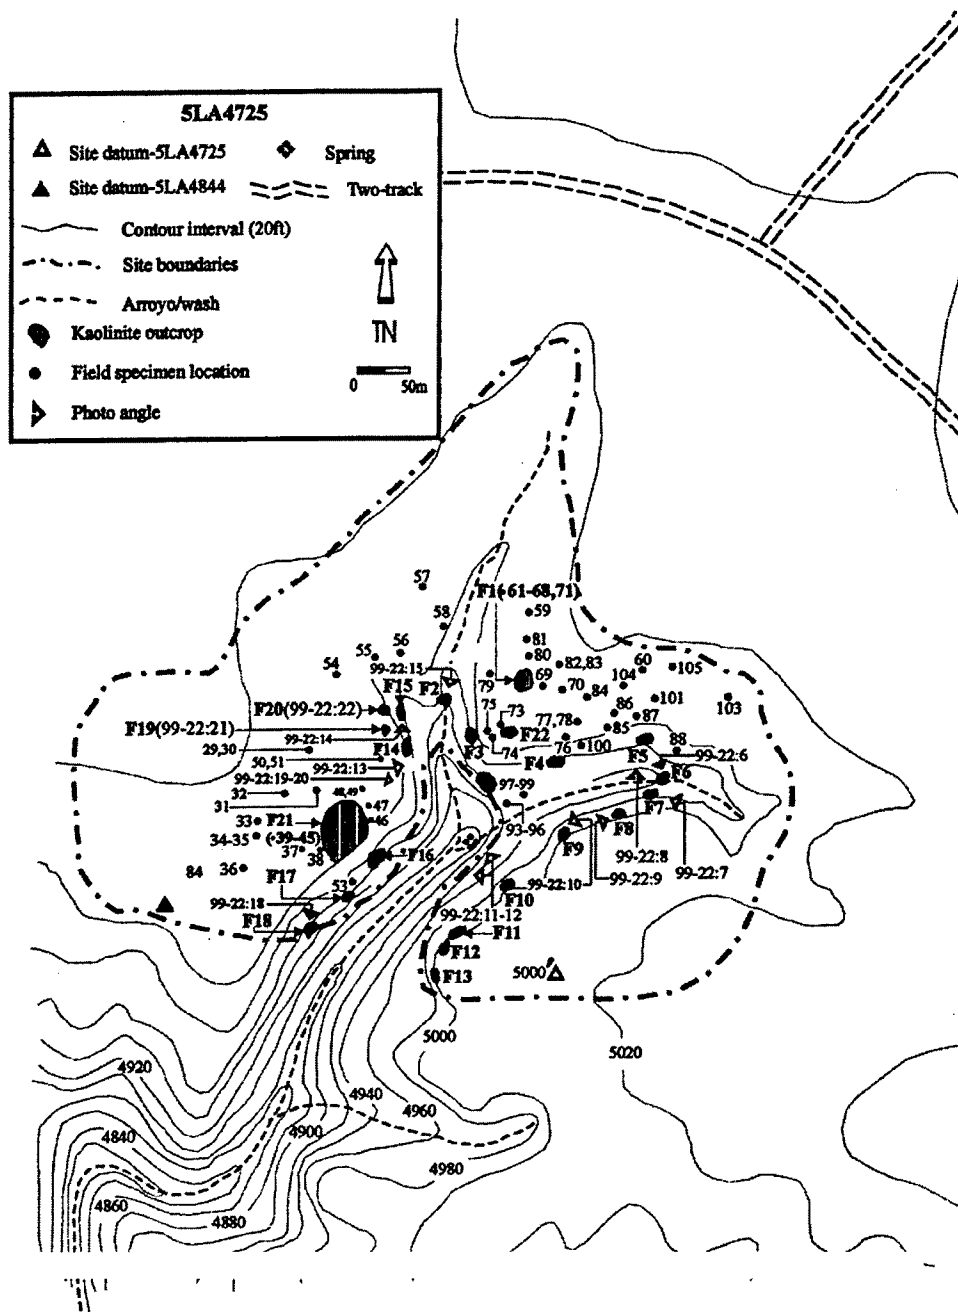 5LA4725
Site datum-5LA4725
Spring
Site datum-5LA4844
Two-track
Contour interval (20ft)
Site boundaries
Arroyo/wash
TN
Kaolinite outcrop
Field specimen location
0 50m
Photo angle
57
F1(-61-68,71)
58
59
81
80
56
55
54
99-22:15
82,83
60
105
104
69
70
79
84
101
103
F15
F2
F20(99-22:22)
86
87
75
73
77,78
85
F19(99-22:21)
99-22:14
F22
29,30
F14
F3
74
76
100
88
99-22:6
50,51
99-22:13
F4
F5
99-22:19-20
F6
32
48,49
97-99
F7
31
47
33
F21
46
93-96
F8
34-35
(-39-45)
F9
37
38
F16
99-22:8
84
36
F17
99-22:7
53
99-22:10
99-22:9
99-22:18
F10
F18
99-22:11-12
F11
F12
F13
5000'
5000
5020
4920
4940
4960
4900
4840
4980
4860
4880